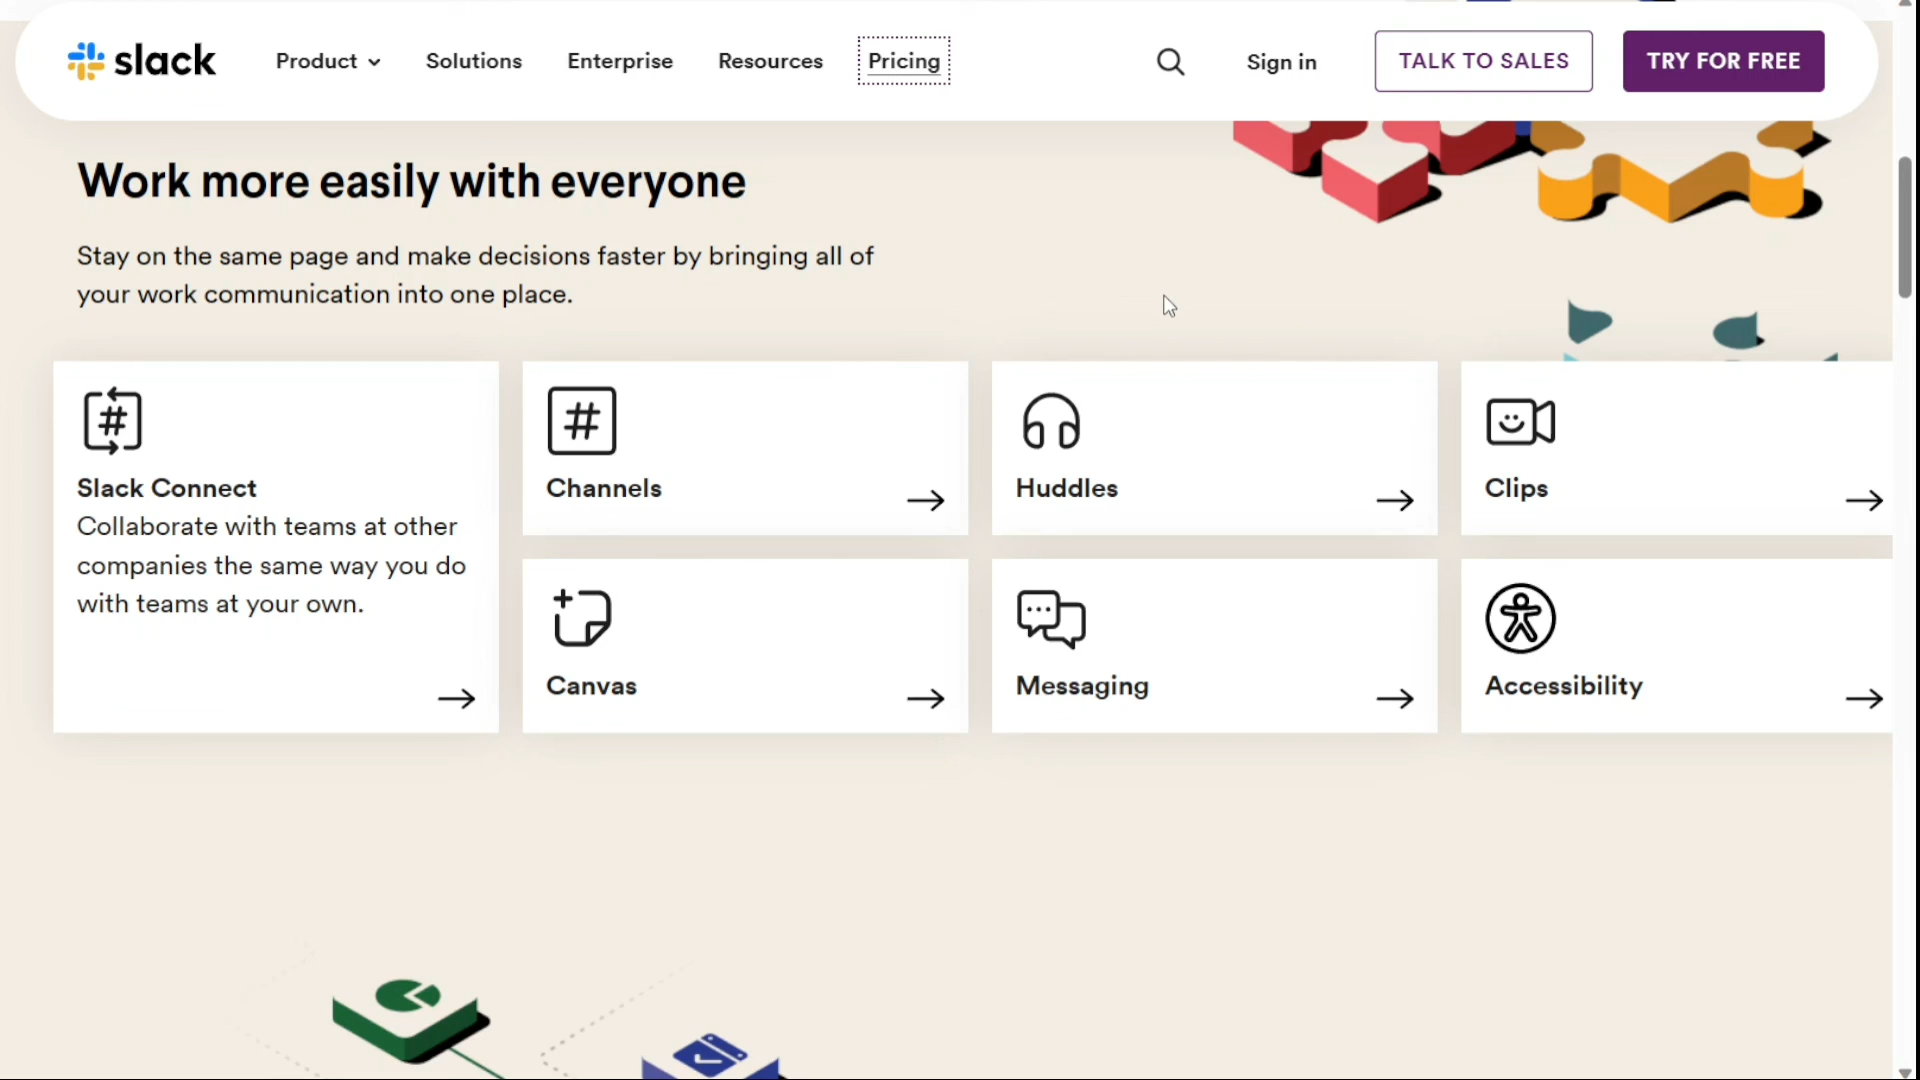 slack Product Solutions Enterprise Resources Pricing Sign in TALK TO SALES TRY FOR FREE
Work more easily with everyone
Stay on the same page and make decisions faster by bringing all of
your work communication into one place.
Slack Connect
Collaborate with teams at other
companies the same way you do
with teams at your own.
Channels
Huddles
Clips
Canvas
Messaging
Accessibility